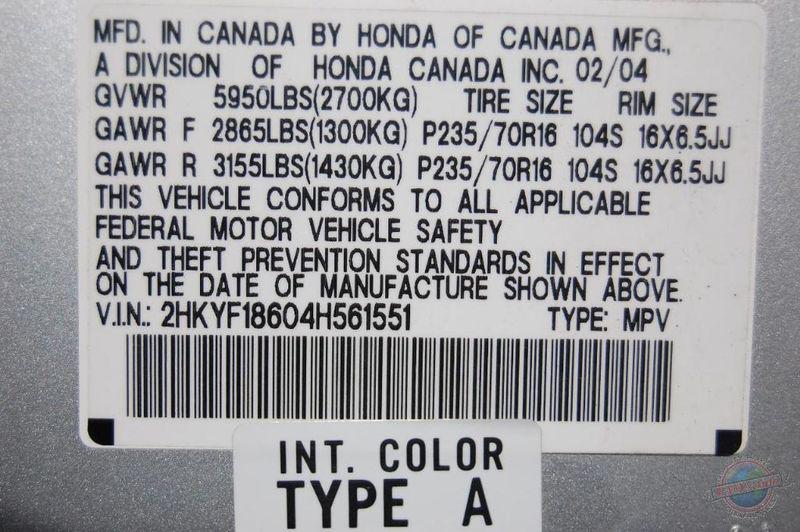 MFD. IN CANADA BY HONDA OF CANADA MFG.,
A DIVISION OF HONDA CANADA INC. 02/04
GVWR 5950LBS(2700KG) TIRE SIZE RIM SIZE
GAWR F 2865LBS(1300KG) P235/70R16 104S 16X6.5JJ
GAWR R 3155LBS(1430KG) P235/70R16 104S 16X6.5JJ
THIS VEHICLE CONFORMS TO ALL APPLICABLE
FEDERAL MOTOR VEHICLE SAFETY
AND THEFT PREVENTION STANDARDS IN EFFECT
ON THE DATE OF MANUFACTURE SHOWN ABOVE.
V.I.N.: 2HKYF18604H561551 TYPE: MPV
INT. COLOR
TYPE A